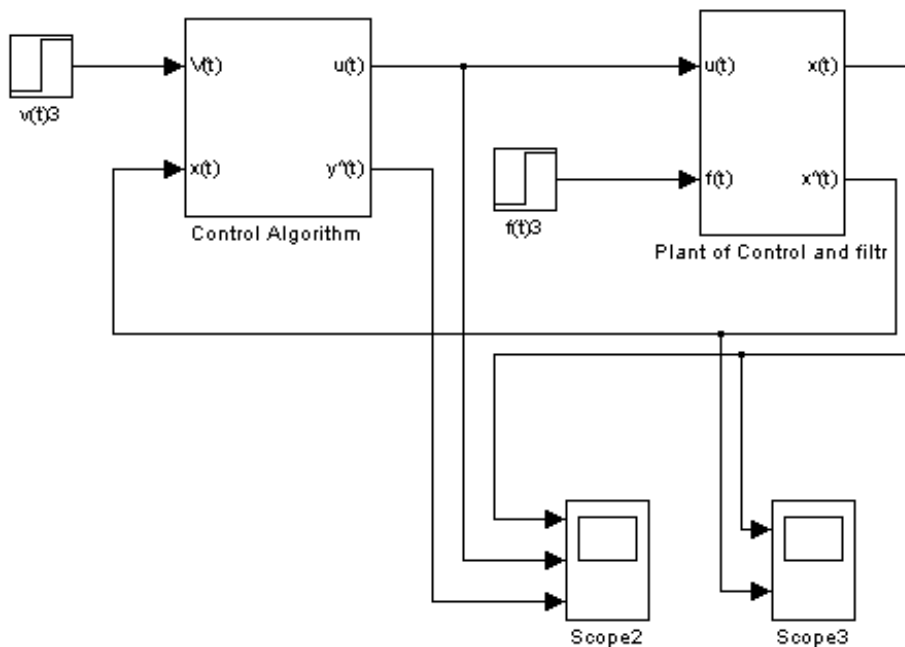 V(t)
u(t)
x(t)
y^(t)
v(t)3
Control Algorithm
u(t)
x(t)
f(t)
x^(t)
f(t)3
Plant of Control and filtr
Scope2
Scope3